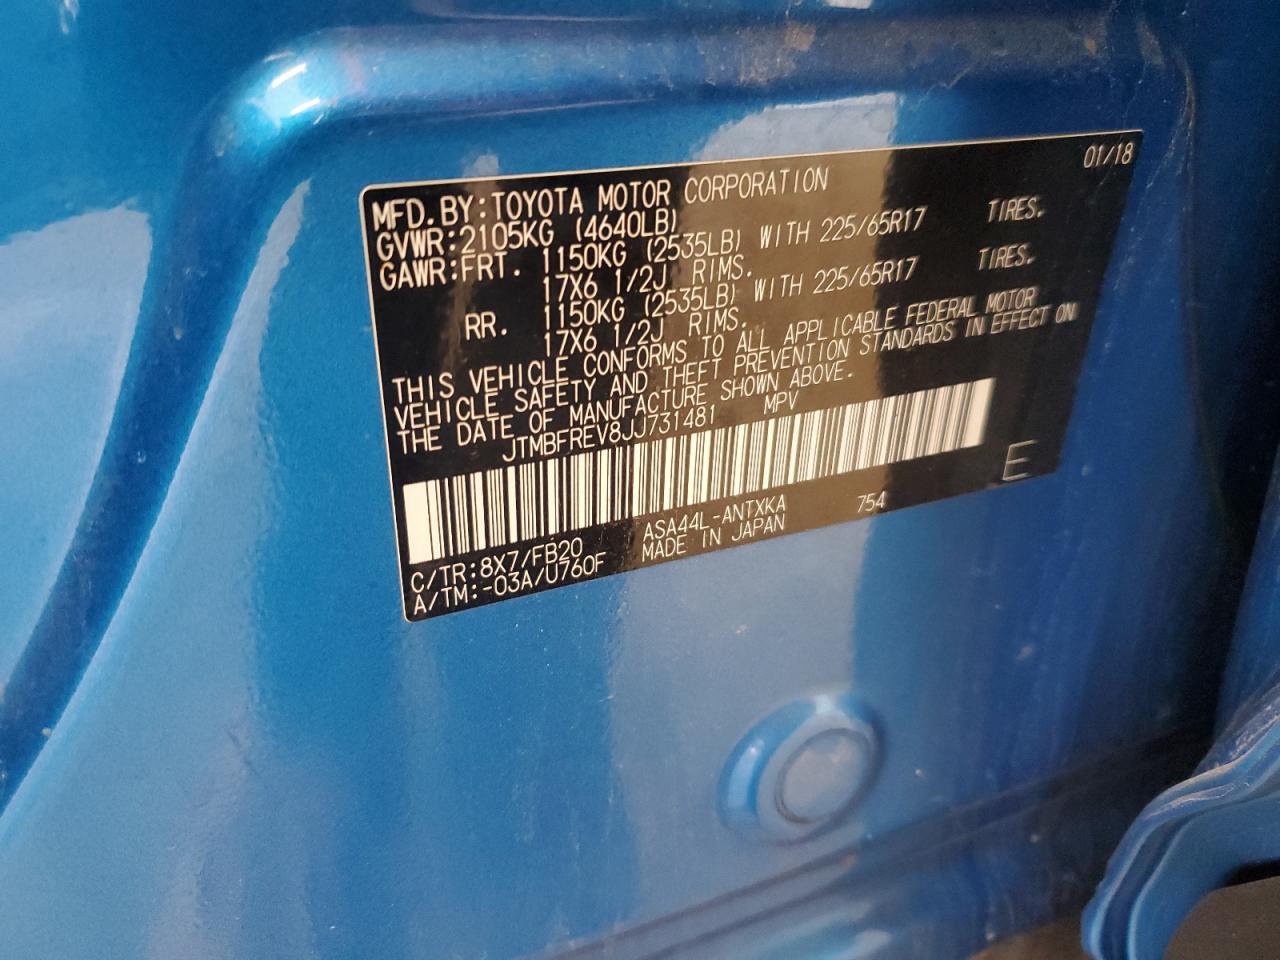 01/18
MFD. BY: TOYOTA MOTOR CORPORATION
GVWR: 2105KG (4640LB)
GAWR: FRT. 1150KG (2535LB) WITH 225/65R17 TIRES.
17X6 1/2J RIMS.
RR. 1150KG (2535LB) WITH 225/65R17 TIRES.
17X6 1/2J RIMS.
THIS VEHICLE CONFORMS TO ALL APPLICABLE FEDERAL MOTOR
VEHICLE SAFETY AND THEFT PREVENTION STANDARDS IN EFFECT ON
THE DATE OF MANUFACTURE SHOWN ABOVE.
JTMBFREV8JJ731481 MPV
E
C/TR: 8X7/FB20 ASA44L-ANTXKA 754
A/TM: -03A/U760F MADE IN JAPAN